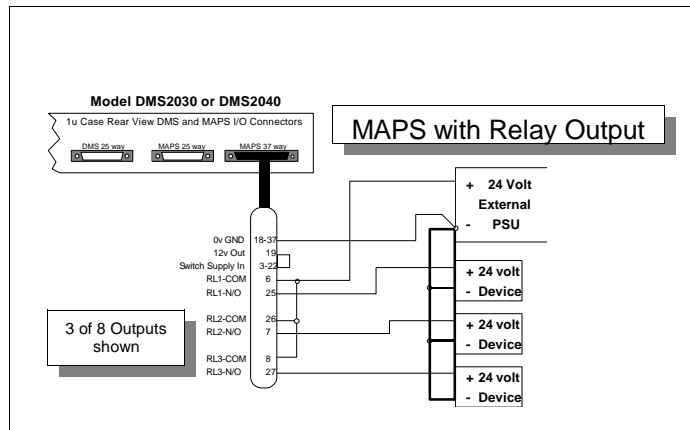 Model DMS2030 or DMS2040
1u Case Rear View DMS and MAPS I/O Connectors
DMS 25 way
MAPS 25 way
MAPS 37 way
MAPS with Relay Output
0v GND 18-37
12v Out 19
Switch Supply In 3-22
RL1-COM 6
RL1-N/O 25
RL2-COM 26
RL2-N/O 7
RL3-COM 8
RL3-N/O 27
+ 24 Volt
External
- PSU
+ 24 volt
- Device
+ 24 volt
- Device
+ 24 volt
- Device
3 of 8 Outputs
shown